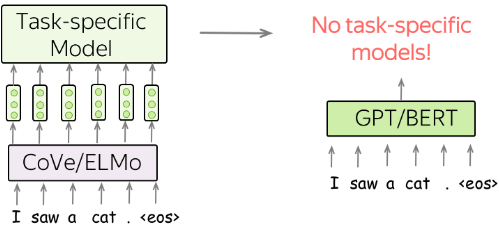 Task-specific
Model
CoVe/ELMo
I saw a cat . <eos>
No task-specific
models!
GPT/BERT
I saw a cat . <eos>